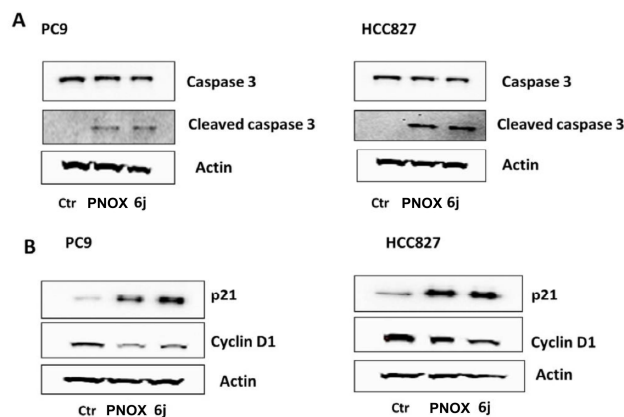 A
PC9 HCC827
Caspase 3 Caspase 3
Cleaved caspase 3 Cleaved caspase 3
Actin Actin
Ctr PNOX 6j Ctr PNOX 6j
B
PC9 HCC827
p21 p21
Cyclin D1 Cyclin D1
Actin Actin
Ctr PNOX 6j Ctr PNOX 6j